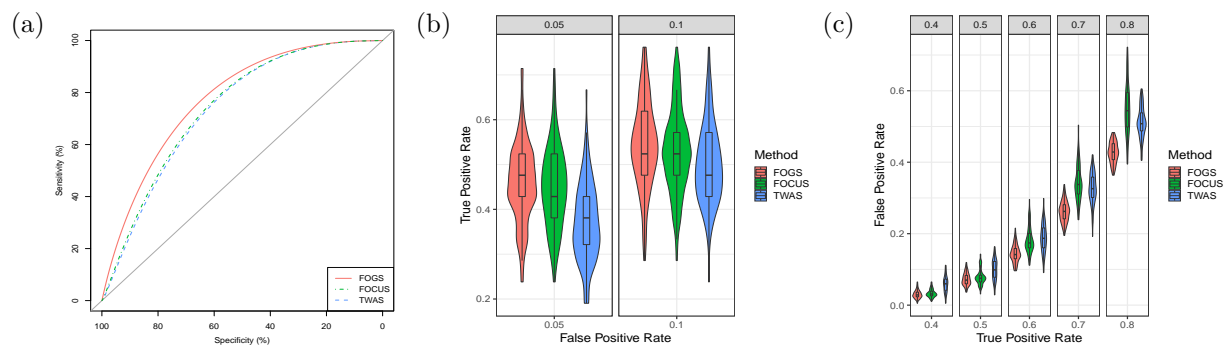 (a)
100
80
60
40
20
0
Sensitivity (%)
100
80
60
40
20
0
Specificity (%)
FOGS
FOCUS
TWAS
(b)
0.05
0.1
0.6
0.4
0.2
True Positive Rate
0.05
0.1
False Positive Rate
Method
FOGS
FOCUS
TWAS
(c)
0.4
0.5
0.6
0.7
0.8
0.6
0.4
0.2
0.0
False Positive Rate
0.4
0.5
0.6
0.7
0.8
True Positive Rate
Method
FOGS
FOCUS
TWAS